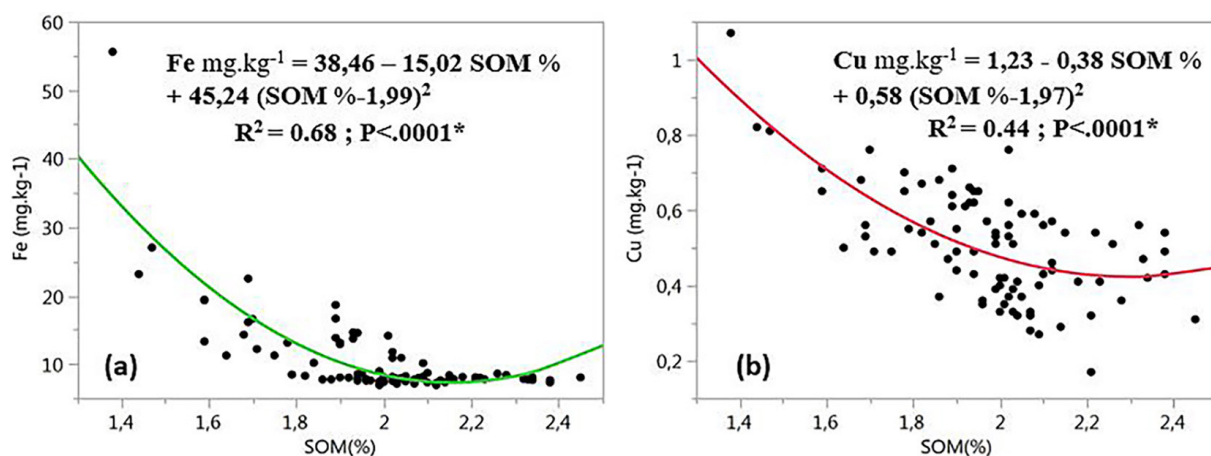 60
50
40
30
20
10
Fe (mg.kg-1)
Fe mg.kg⁻¹ = 38,46 – 15,02 SOM %
+ 45,24 (SOM %-1,99)²
R² = 0.68 ; P<.0001*
(a)
1,4 1,6 1,8 2 2,2 2,4
SOM(%)
1
0,8
0,6
0,4
0,2
Cu (mg.kg-1)
Cu mg.kg⁻¹ = 1,23 - 0,38 SOM %
+ 0,58 (SOM %-1,97)²
R² = 0.44 ; P<.0001*
(b)
1,4 1,6 1,8 2 2,2 2,4
SOM(%)